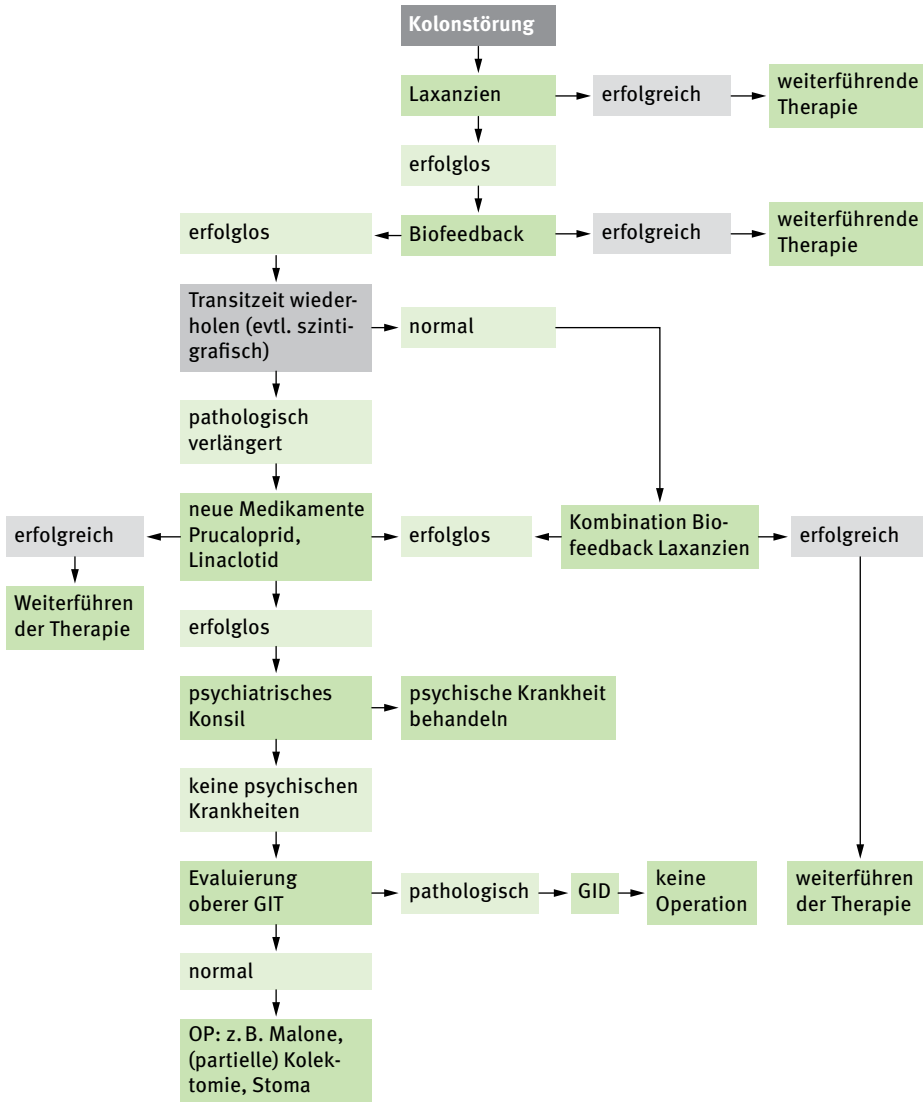 Kolonstörung
Laxanzien
erfolgreich
weiterführende
Therapie
erfolglos
erfolglos
Biofeedback
erfolgreich
weiterführende
Therapie
Transitzeit wieder-
holen (evtl. szinti-
grafisch)
normal
pathologisch
verlängert
erfolgreich
neue Medikamente
Prucaloprid,
Linaclotid
erfolglos
Kombination Bio-
feedback Laxanzien
erfolgreich
Weiterführen
der Therapie
erfolglos
psychiatrisches
Konsil
psychische Krankheit
behandeln
keine psychischen
Krankheiten
Evaluierung
oberer GIT
pathologisch
GID
keine
Operation
weiterführen
der Therapie
normal
OP: z. B. Malone,
(partielle) Kolek-
tomie, Stoma